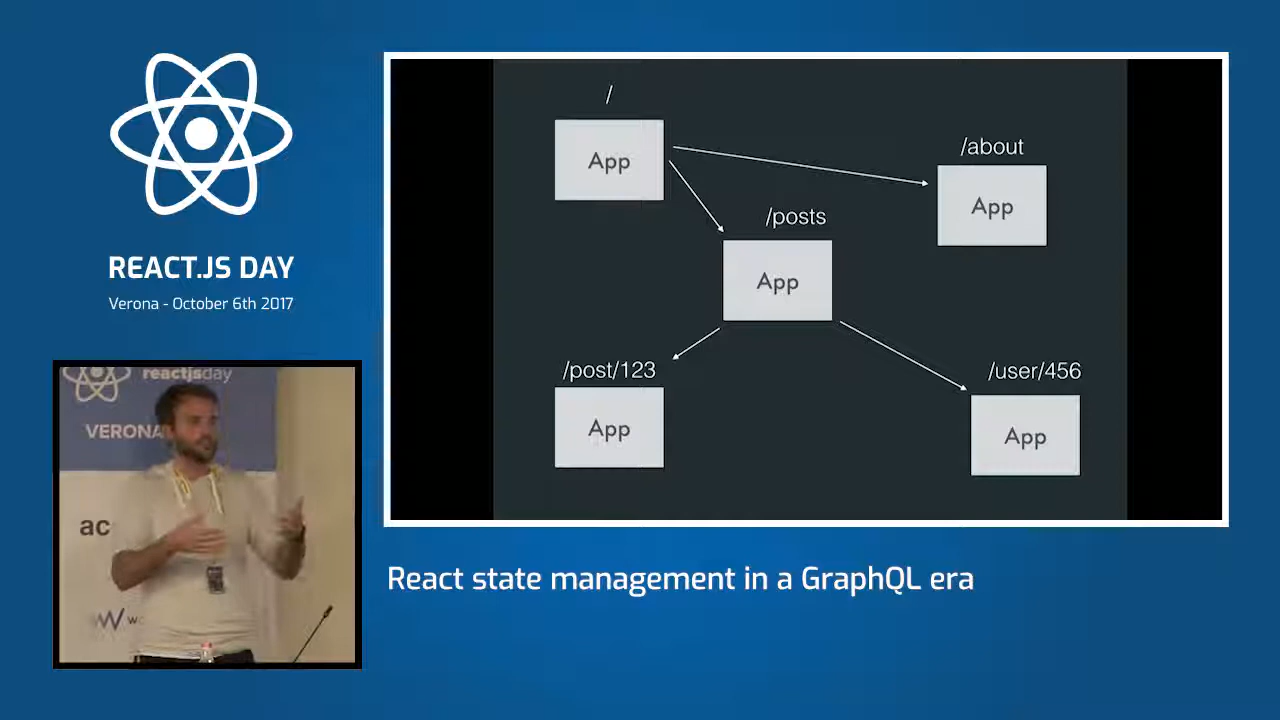 REACT.JS DAY
Verona - October 6th 2017
/
App
/about
App
/posts
App
/post/123
App
/user/456
App
reactjsday
VERONA
ac
W
React state management in a GraphQL era